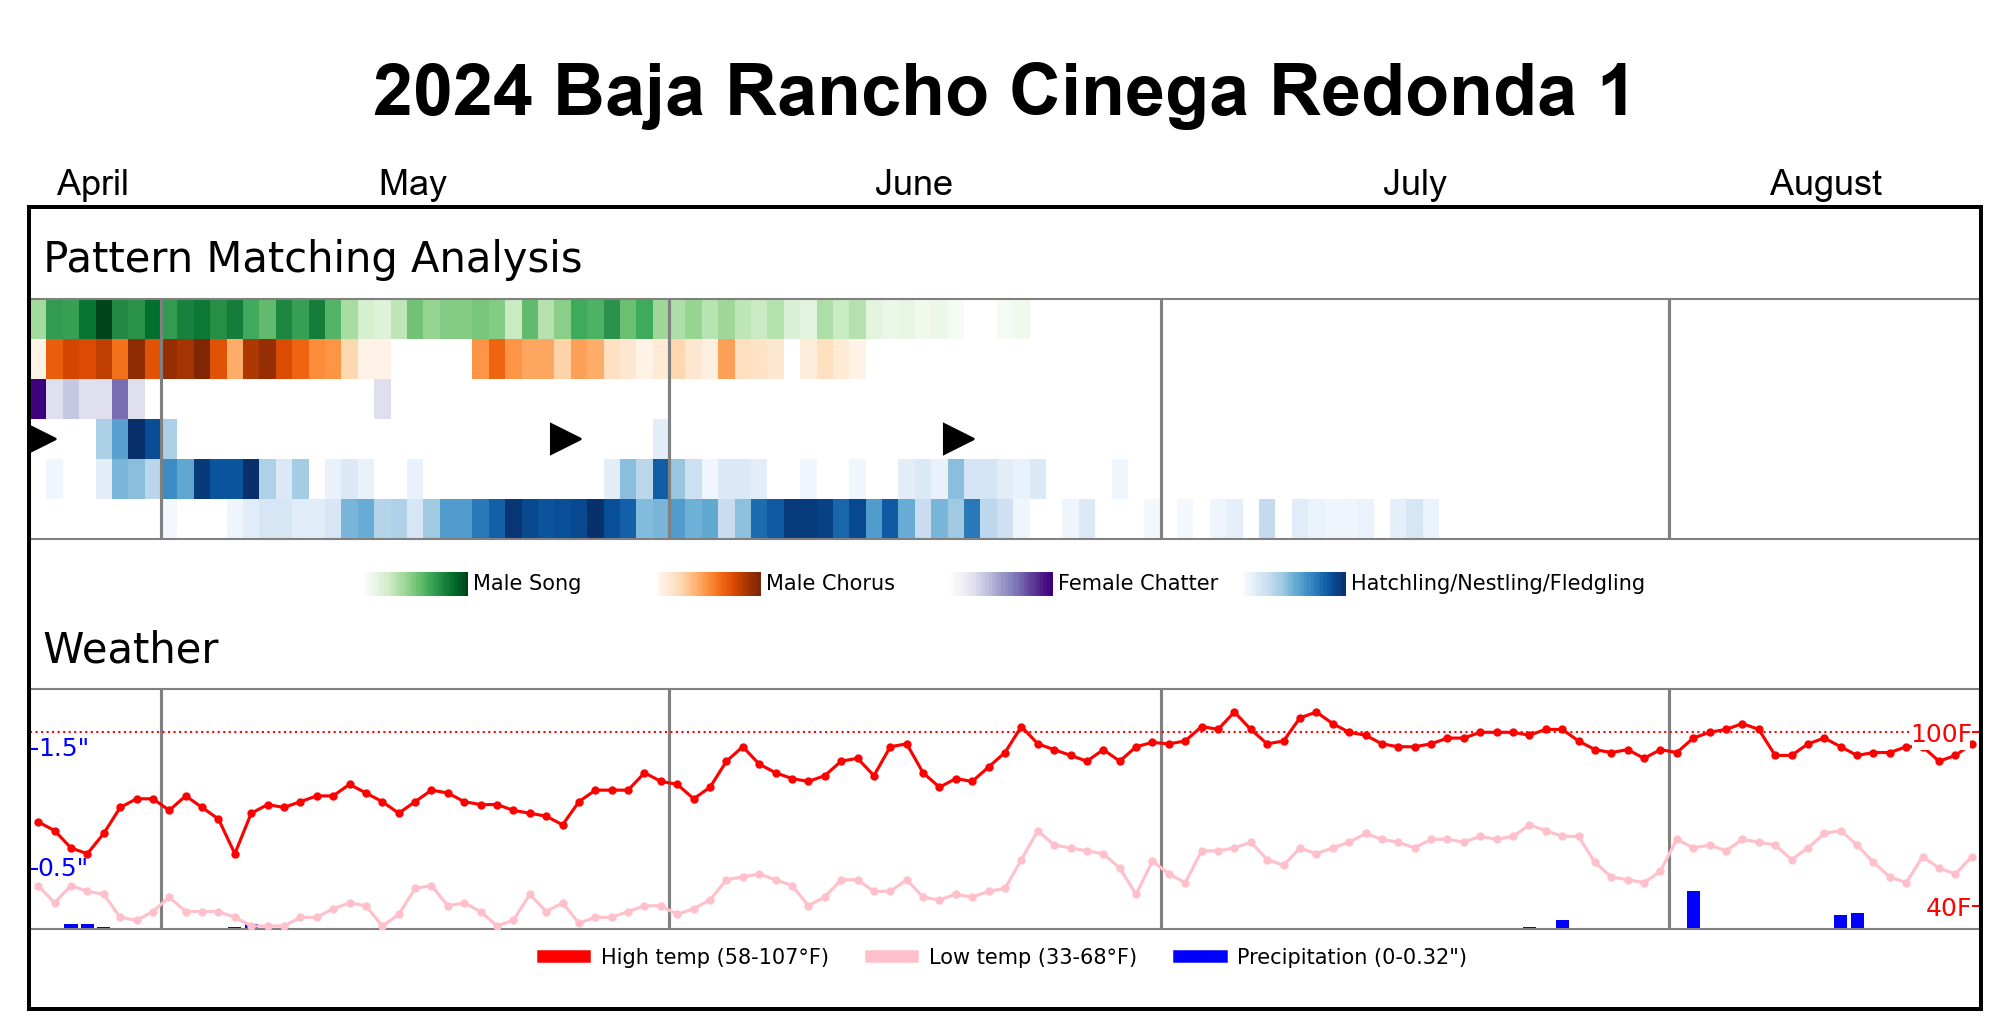 2024 Baja Rancho Cinega Redonda 1
April May June July August
Pattern Matching Analysis
Male Song Male Chorus Female Chatter Hatchling/Nestling/Fledgling
Weather
100F
1.5"
0.5"
40F
High temp (58-107°F) Low temp (33-68°F) Precipitation (0-0.32")